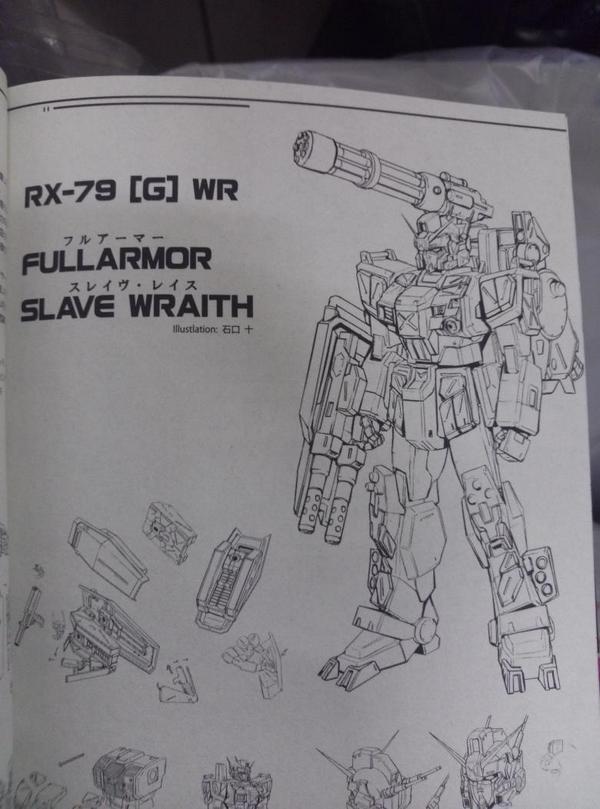 RX-79 [G] WR
フルアーマー
FULLARMOR
スレイヴ・レイス
SLAVE WRAITH
Illustlation: 石口 十